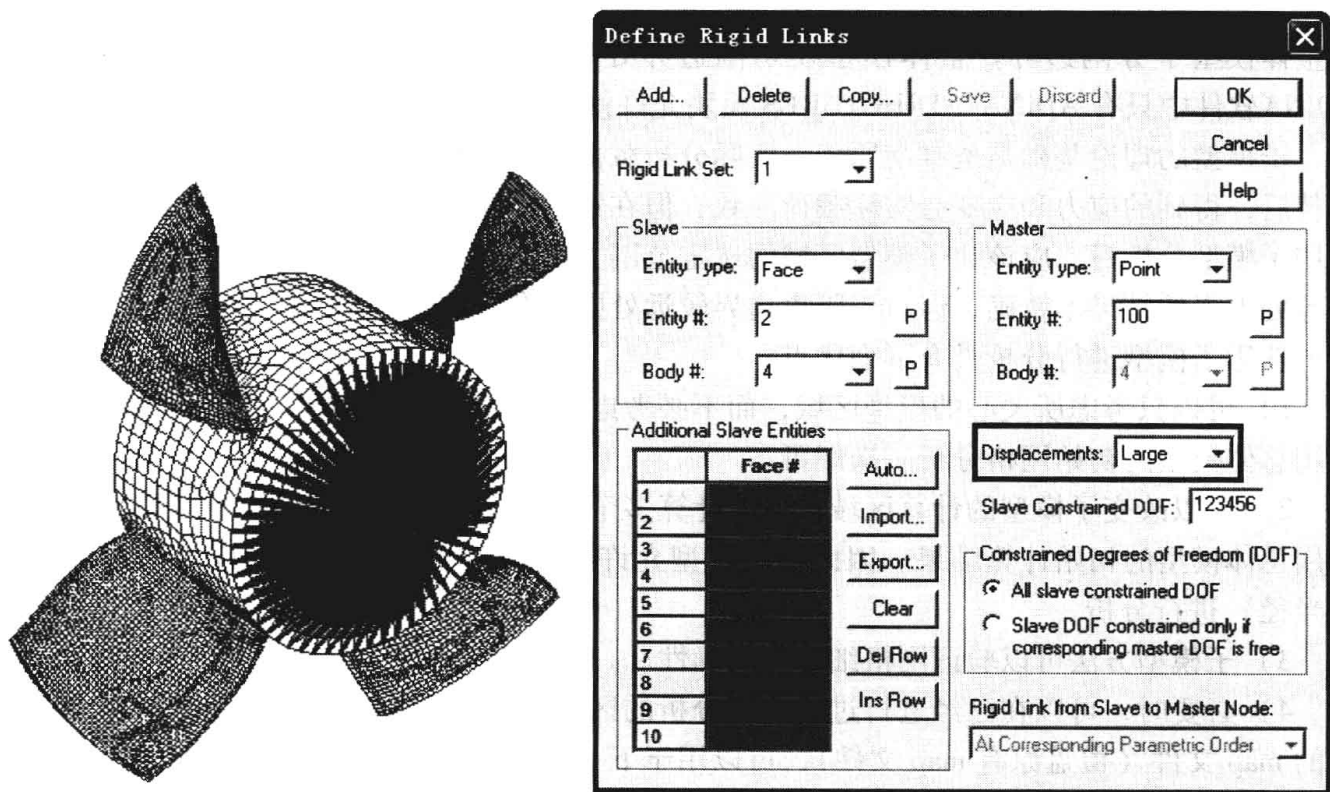 Define Rigid Links
Add... Delete Copy... Save Discard OK
Cancel
Help
Rigid Link Set: 1
Slave
Entity Type: Face
Entity #: 2 P
Body #: 4 P
Master
Entity Type: Point
Entity #: 100 P
Body #: 4 P
Additional Slave Entities
Face #
1
2
3
4
5
6
7
8
9
10
Auto...
Import...
Export...
Clear
Del Row
Ins Row
Displacements: Large
Slave Constrained DOF: 123456
Constrained Degrees of Freedom (DOF)
All slave constrained DOF
Slave DOF constrained only if
corresponding master DOF is free
Rigid Link from Slave to Master Node:
At Corresponding Parametric Order